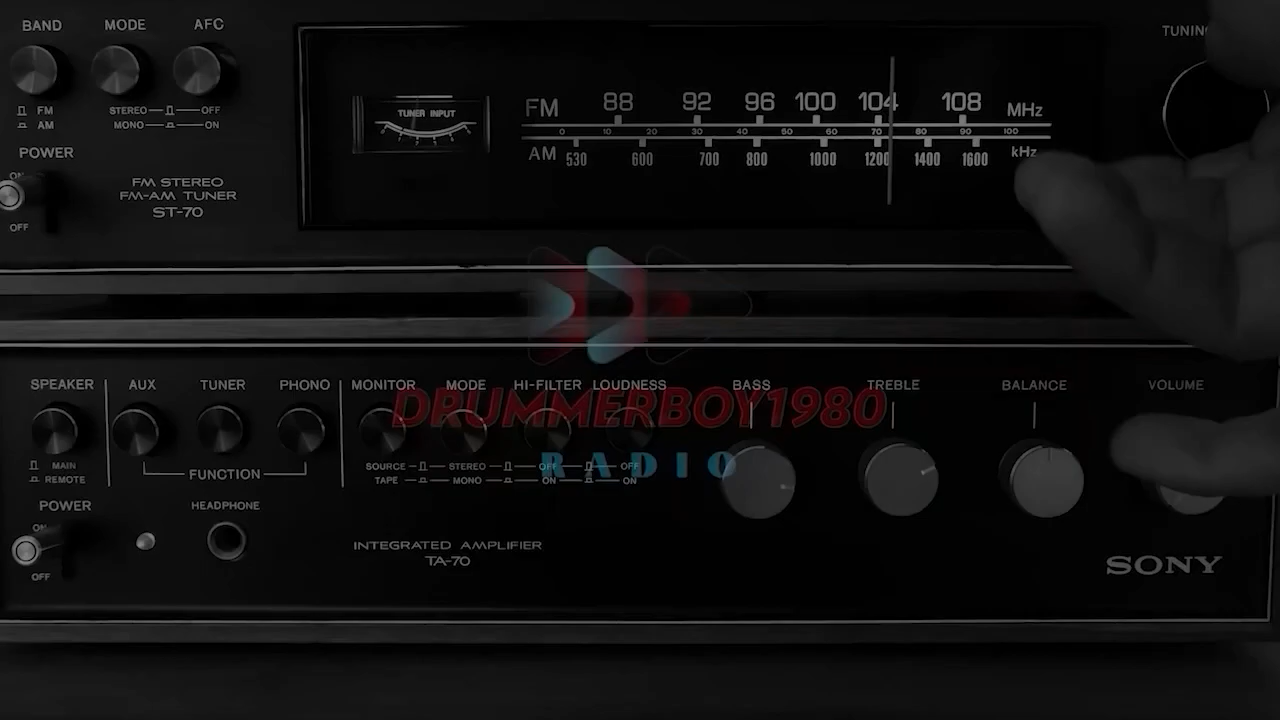 BAND MODE AFC
TUNING
FM
AM
STEREO OFF
MONO ON
POWER
ON
OFF
FM STEREO
FM-AM TUNER
ST-70
TUNER INPUT
FM 88 92 96 100 104 108 MHz
0 10 20 30 40 50 60 70 80 90 100
AM 530 600 700 800 1000 1200 1400 1600 kHz
SPEAKER AUX TUNER PHONO MONITOR MODE HI-FILTER LOUDNESS BASS TREBLE BALANCE VOLUME
DRUMMERBOY1980
RADIO
MAIN
REMOTE
FUNCTION
SOURCE STEREO OFF OFF
TAPE MONO ON ON
POWER
ON
OFF
HEADPHONE
INTEGRATED AMPLIFIER
TA-70
SONY